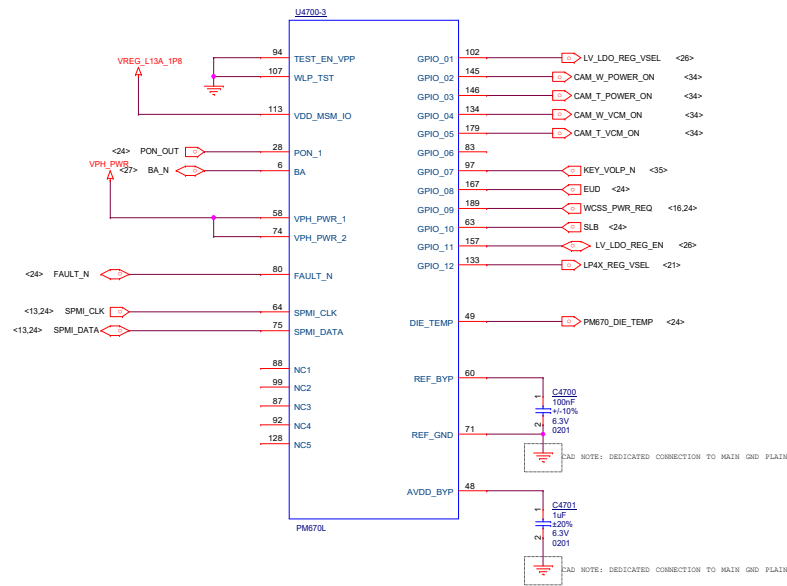 U4700-3
VREG_L13A_1P8
94 TEST_EN_VPP
107 WLP_TST
113 VDD_MSM_IO
<24> PON_OUT 28 PON_1
VPH_PWR
<27> BA_N 6 BA
58 VPH_PWR_1
74 VPH_PWR_2
<24> FAULT_N 80 FAULT_N
<13,24> SPMI_CLK 64 SPMI_CLK
<13,24> SPMI_DATA 75 SPMI_DATA
88 NC1
99 NC2
87 NC3
92 NC4
128 NC5
GPIO_01 102 LV_LDO_REG_VSEL <26>
GPIO_02 145 CAM_W_POWER_ON <34>
GPIO_03 146 CAM_T_POWER_ON <34>
GPIO_04 134 CAM_W_VCM_ON <34>
GPIO_05 179 CAM_T_VCM_ON <34>
GPIO_06 83
GPIO_07 97 KEY_VOLP_N <35>
GPIO_08 167 EUD <24>
GPIO_09 189 WCSS_PWR_REQ <16,24>
GPIO_10 63 SLB <24>
GPIO_11 157 LV_LDO_REG_EN <26>
GPIO_12 133 LP4X_REG_VSEL <21>
DIE_TEMP 49 PM670_DIE_TEMP <24>
REF_BYP 60
1 C4700
100nF
+/-10%
2 6.3V
0201
REF_GND 71
CAD NOTE: DEDICATED CONNECTION TO MAIN GND PLAIN
AVDD_BYP 48
1 C4701
1uF
±20%
2 6.3V
0201
CAD NOTE: DEDICATED CONNECTION TO MAIN GND PLAIN
PM670L